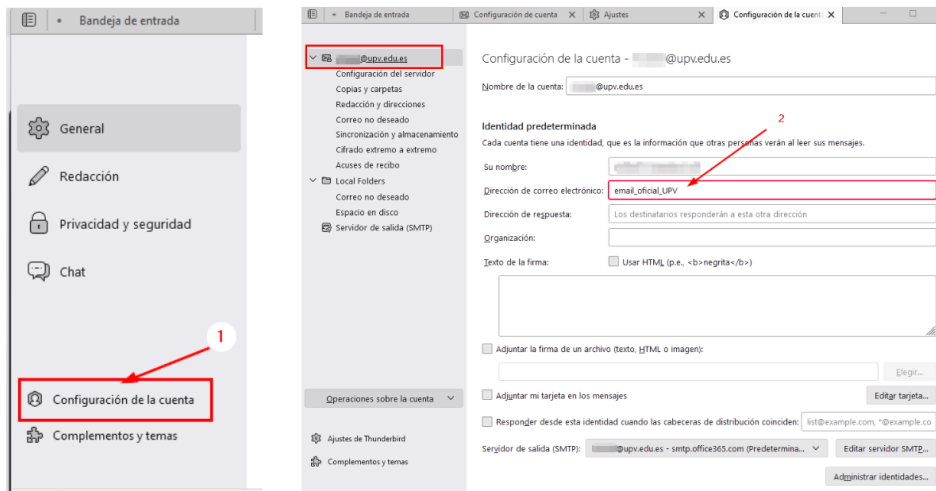 Bandeja de entrada
General
Redacción
Privacidad y seguridad
Chat
1
Configuración de la cuenta
Complementos y temas
Bandeja de entrada
Configuración de cuenta
Ajustes
Configuración de la cuent
@upv.edu.es
Configuración del servidor
Copias y carpetas
Redacción y direcciones
Correo no deseado
Sincronización y almacenamiento
Cifrado extremo a extremo
Acuses de recibo
Local Folders
Correo no deseado
Espacio en disco
Servidor de salida (SMTP)
Operaciones sobre la cuenta
Ajustes de Thunderbird
Complementos y temas
Configuración de la cuenta - @upv.edu.es
Nombre de la cuenta: @upv.edu.es
2
Identidad predeterminada
Cada cuenta tiene una identidad, que es la información que otras personas verán al leer sus mensajes.
Su nombre:
Dirección de correo electrónico: email_oficial_UPV
Dirección de respuesta: Los destinatarios responderán a esta otra dirección
Organización:
Texto de la firma: Usar HTML (p.e., <b>negrita</b>)
Adjuntar la firma de un archivo (texto, HTML o imagen):
Elegir...
Adjuntar mi tarjeta en los mensajes Editar tarjeta...
Responder desde esta identidad cuando las cabeceras de distribución coinciden: list@example.com, *@example.co
Servidor de salida (SMTP): @upv.edu.es - smtp.office365.com (Predetermina... Editar servidor SMTP...
Administrar identidades...